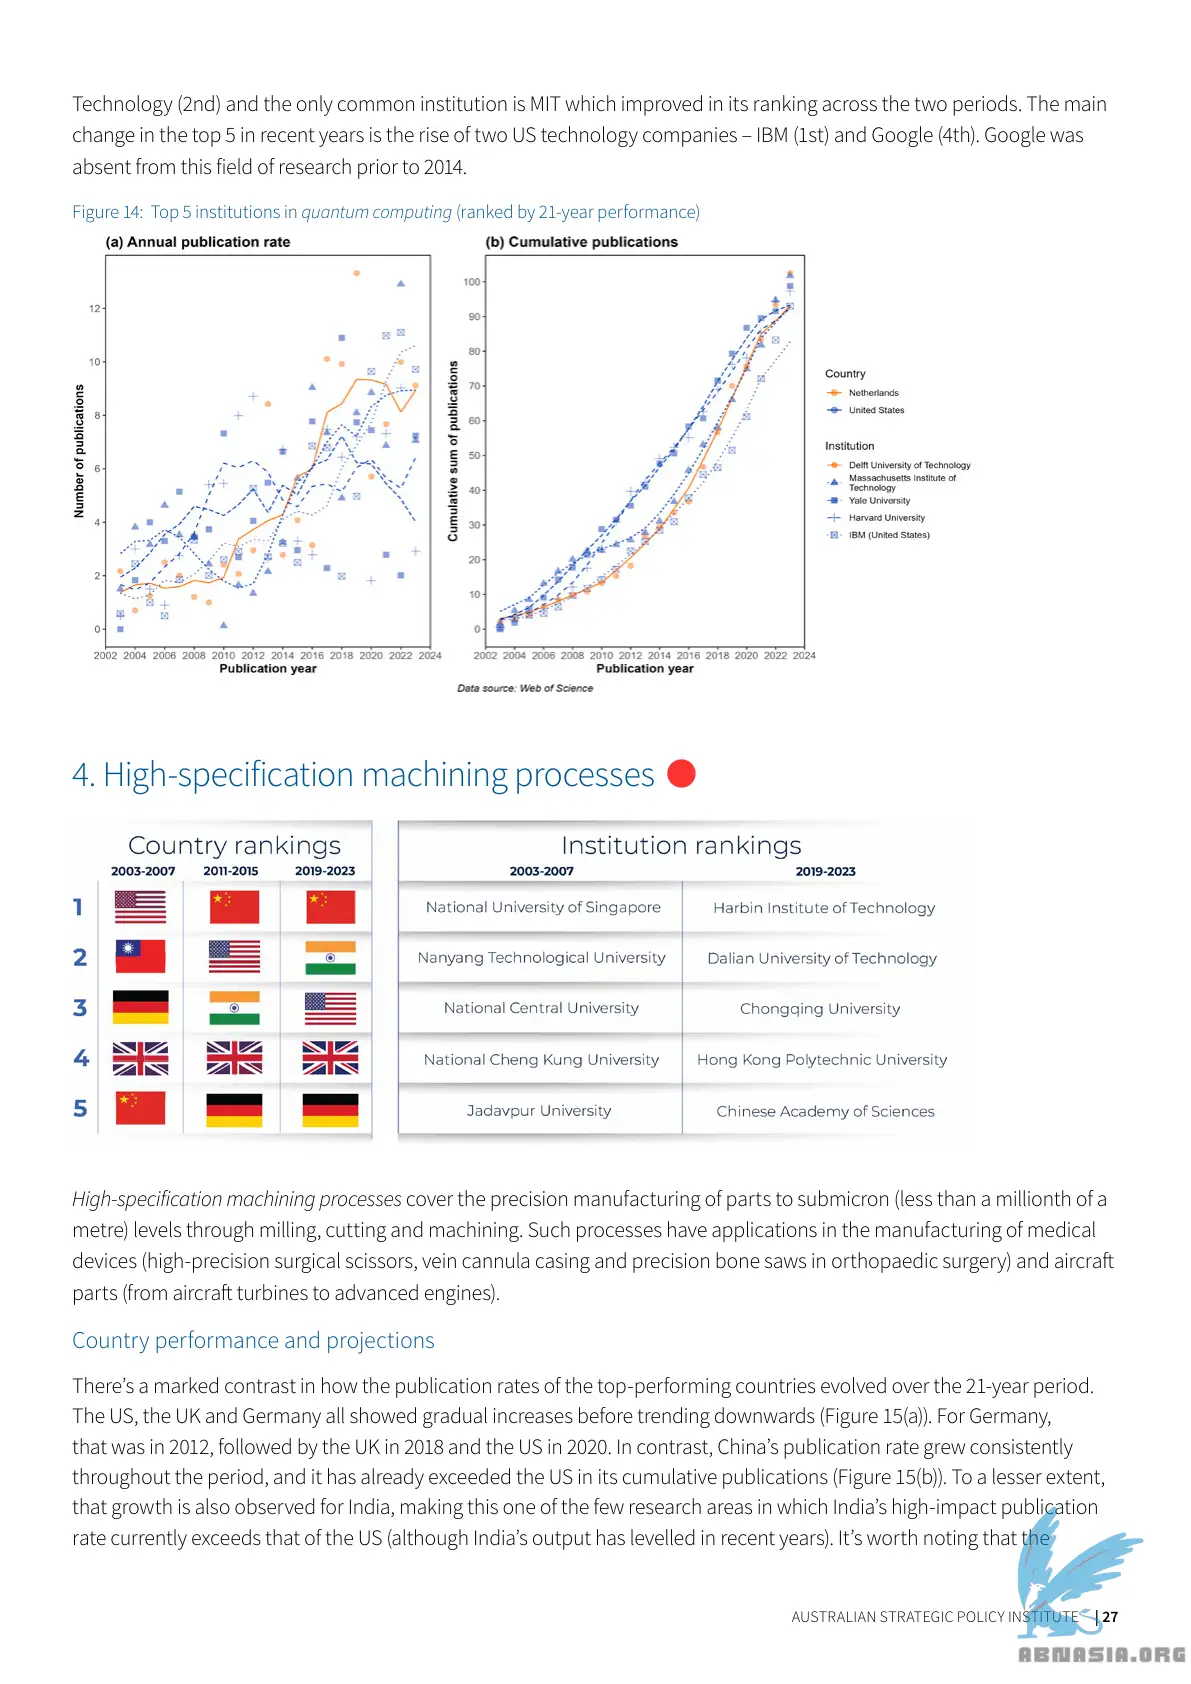 Technology (2nd) and the only common institution is MIT which improved in its ranking across the two periods. The main
change in the top 5 in recent years is the rise of two US technology companies – IBM (1st) and Google (4th). Google was
absent from this field of research prior to 2014.
Figure 14: Top 5 institutions in quantum computing (ranked by 21-year performance)
(a) Annual publication rate
(b) Cumulative publications
Number of publications
12
10
8
6
4
2
0
2002 2004 2006 2008 2010 2012 2014 2016 2018 2020 2022 2024
Publication year
Cumulative sum of publications
100
90
80
70
60
50
40
30
20
10
0
2002 2004 2006 2008 2010 2012 2014 2016 2018 2020 2022 2024
Publication year
Country
Netherlands
United States
Institution
Delft University of Technology
Massachusetts Institute of
Technology
Yale University
Harvard University
IBM (United States)
Data source: Web of Science
4. High-specification machining processes
Country rankings
Institution rankings
2003-2007 2011-2015 2019-2023
2003-2007 2019-2023
1 National University of Singapore Harbin Institute of Technology
2 Nanyang Technological University Dalian University of Technology
3 National Central University Chongqing University
4 National Cheng Kung University Hong Kong Polytechnic University
5 Jadavpur University Chinese Academy of Sciences
High-specification machining processes cover the precision manufacturing of parts to submicron (less than a millionth of a
metre) levels through milling, cutting and machining. Such processes have applications in the manufacturing of medical
devices (high-precision surgical scissors, vein cannula casing and precision bone saws in orthopaedic surgery) and aircraft
parts (from aircraft turbines to advanced engines).
Country performance and projections
There's a marked contrast in how the publication rates of the top-performing countries evolved over the 21-year period.
The US, the UK and Germany all showed gradual increases before trending downwards (Figure 15(a)). For Germany,
that was in 2012, followed by the UK in 2018 and the US in 2020. In contrast, China's publication rate grew consistently
throughout the period, and it has already exceeded the US in its cumulative publications (Figure 15(b)). To a lesser extent,
that growth is also observed for India, making this one of the few research areas in which India's high-impact publication
rate currently exceeds that of the US (although India's output has levelled in recent years). It's worth noting that the
AUSTRALIAN STRATEGIC POLICY INSTITUTE | 27
ABNASIA.ORG